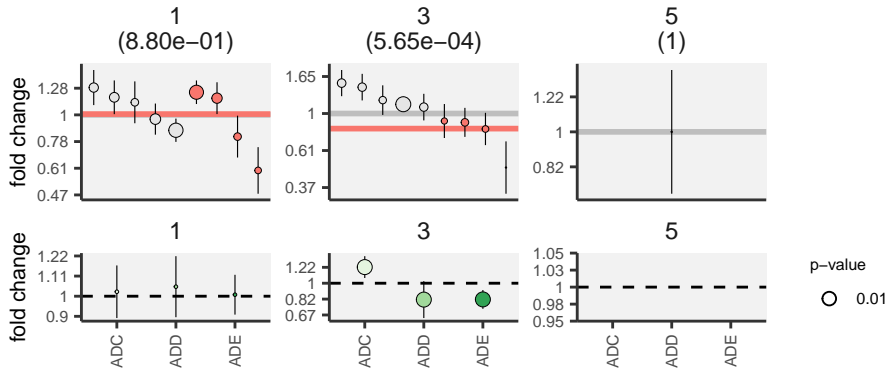 1
(8.80e−01)
3
(5.65e−04)
5
(1)
fold change
1.28
1
0.78
0.61
0.47
1.65
1
0.61
0.37
1.22
1
0.82
1
3
5
fold change
1.22
1.11
1
0.9
1.22
1
0.82
0.67
1.05
1.03
1
0.98
0.95
ADC
ADD
ADE
ADC
ADD
ADE
ADC
ADD
ADE
p−value
0.01